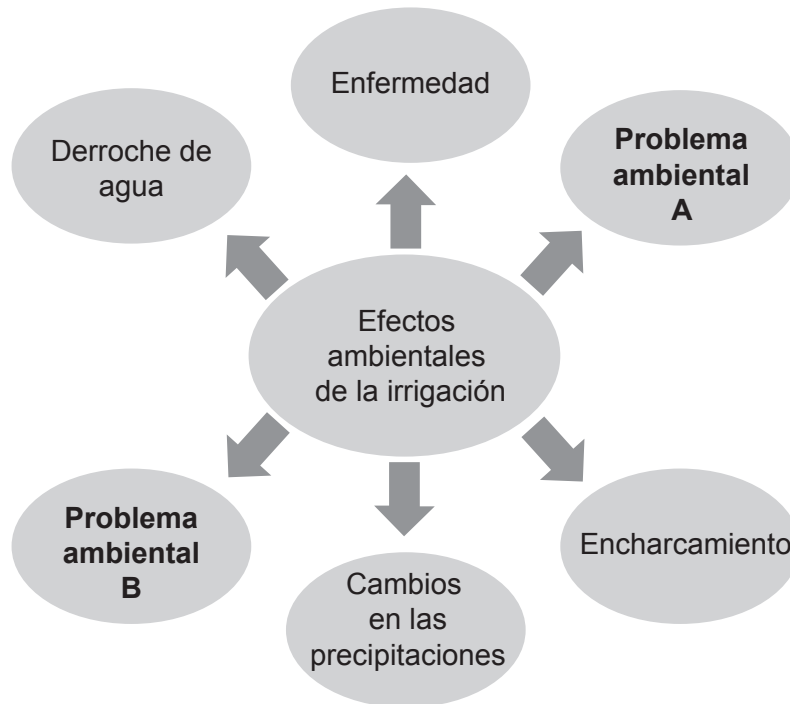 Enfermedad
Derroche de
agua
Problema
ambiental
A
Efectos
ambientales
de la irrigación
Problema
ambiental
B
Encharcamiento
Cambios
en las
precipitaciones